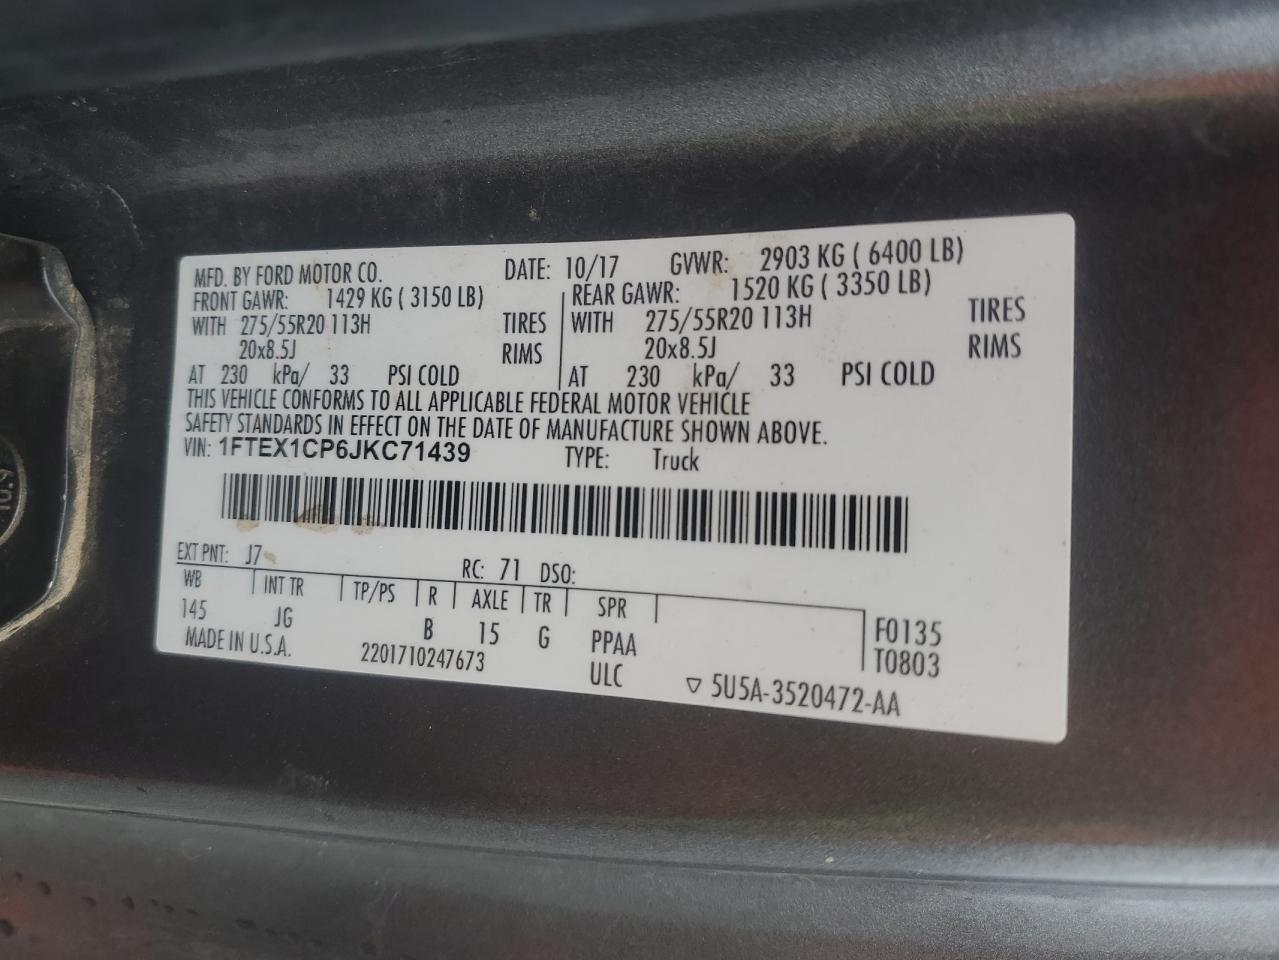 MFD. BY FORD MOTOR CO. DATE: 10/17 GVWR: 2903 KG ( 6400 LB)
FRONT GAWR: 1429 KG ( 3150 LB) REAR GAWR: 1520 KG ( 3350 LB)
WITH 275/55R20 113H TIRES WITH 275/55R20 113H TIRES
20x8.5J RIMS 20x8.5J RIMS
AT 230 kPa/ 33 PSI COLD AT 230 kPa/ 33 PSI COLD
THIS VEHICLE CONFORMS TO ALL APPLICABLE FEDERAL MOTOR VEHICLE
SAFETY STANDARDS IN EFFECT ON THE DATE OF MANUFACTURE SHOWN ABOVE.
VIN: 1FTEX1CP6JKC71439 TYPE: Truck
EXT PNT: J7 RC: 71 DSO:
WB INT TR TP/PS R AXLE TR SPR
145 JG B 15 G PPAA F0135
MADE IN U.S.A. 2201710247673 ULC T0803
▽ 5U5A-3520472-AA